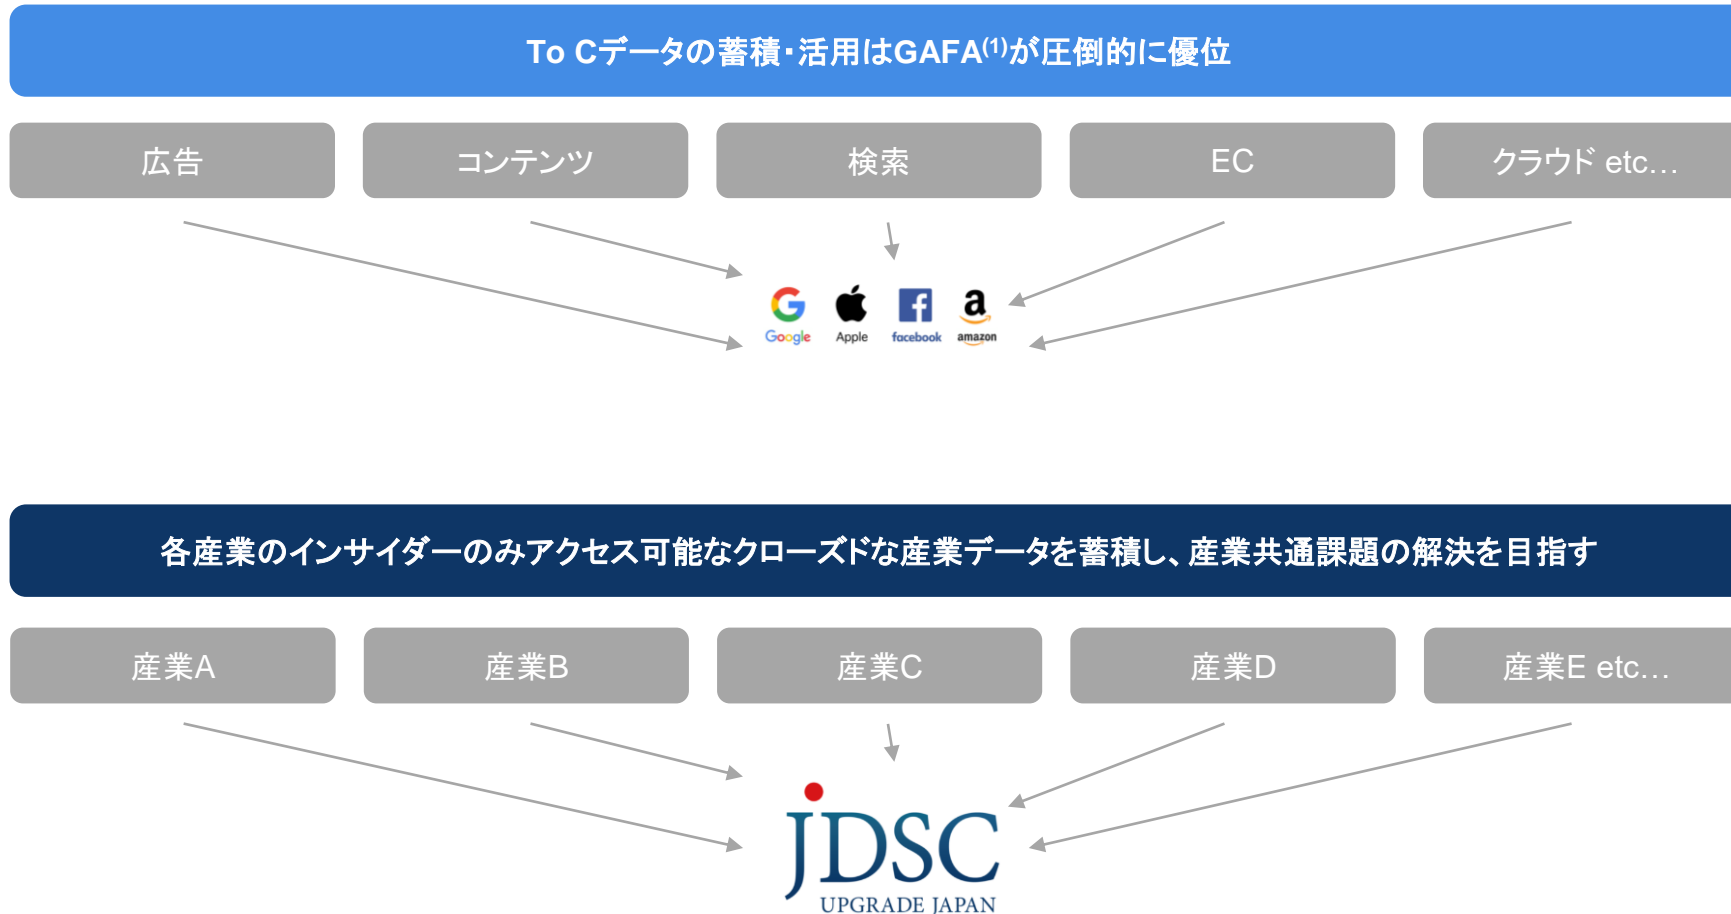 To Cデータの蓄積・活用はGAFA(1)が圧倒的に優位
広告
コンテンツ
検索
EC
クラウド etc…
Google
Apple
facebook
amazon
各産業のインサイダーのみアクセス可能なクローズドな産業データを蓄積し、産業共通課題の解決を目指す
産業A
産業B
産業C
産業D
産業E etc…
JDSC
UPGRADE JAPAN